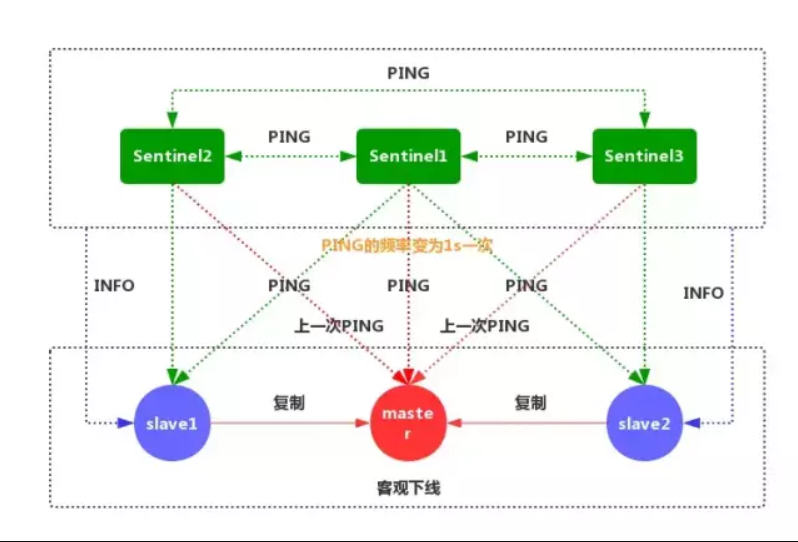 PING
PING
PING
Sentinel2
Sentinel1
Sentinel3
PING的频率变为1s一次
INFO
PING
PING
PING
INFO
上一次PING
上一次PING
复制
复制
slave1
maste
r
slave2
客观下线